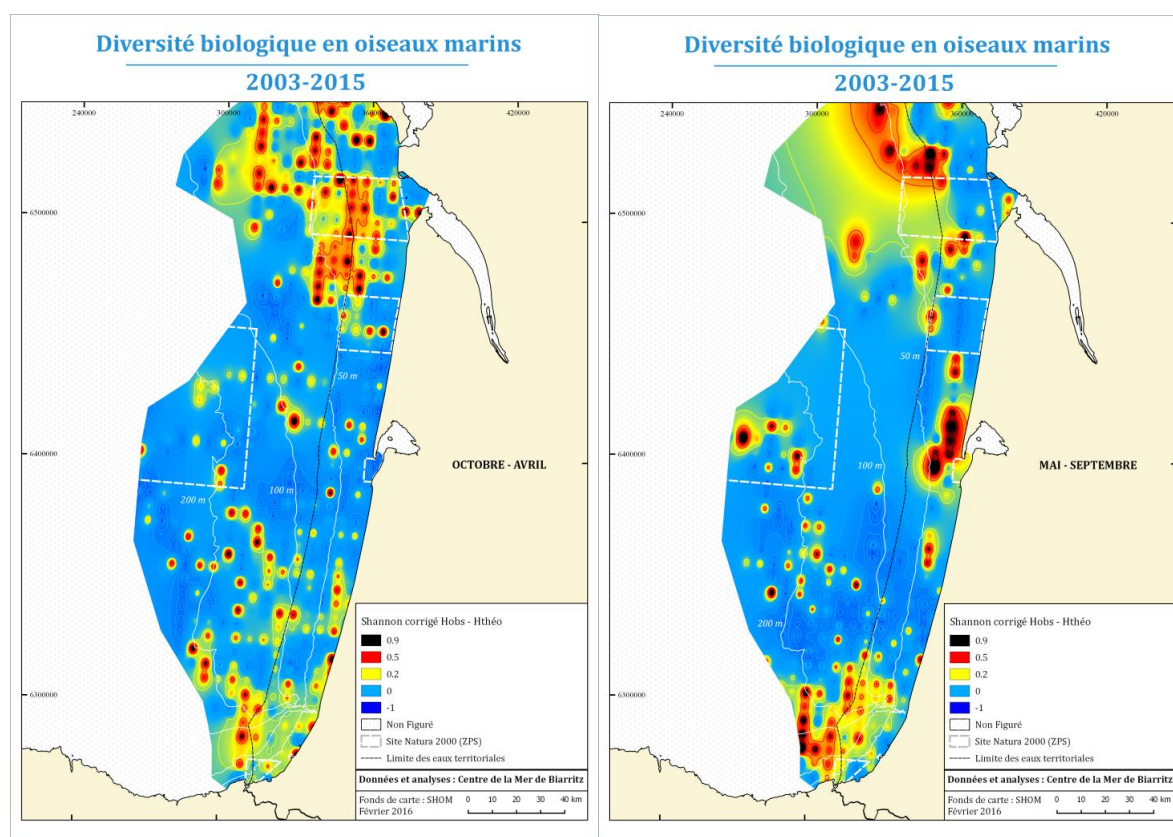 Diversité biologique en oiseaux marins
2003-2015
240000
300000
360000
420000
6500000
50 m
6400000
OCTOBRE - AVRIL
100 m
200 m
6300000
Shannon corrigé Hobs - Hthéo
0.9
0.5
0.2
0
-1
Non Figuré
Site Natura 2000 (ZPS)
Limite des eaux territoriales
Données et analyses : Centre de la Mer de Biarritz
Fonds de carte : SHOM
Février 2016
0 10 20 30 40 km
Diversité biologique en oiseaux marins
2003-2015
240000
300000
360000
420000
6500000
50 m
6400000
MAI - SEPTEMBRE
100 m
200 m
6300000
Shannon corrigé Hobs - Hthéo
0.9
0.5
0.2
0
-1
Non Figuré
Site Natura 2000 (ZPS)
Limite des eaux territoriales
Données et analyses : Centre de la Mer de Biarritz
Fonds de carte : SHOM
Février 2016
0 10 20 30 40 km